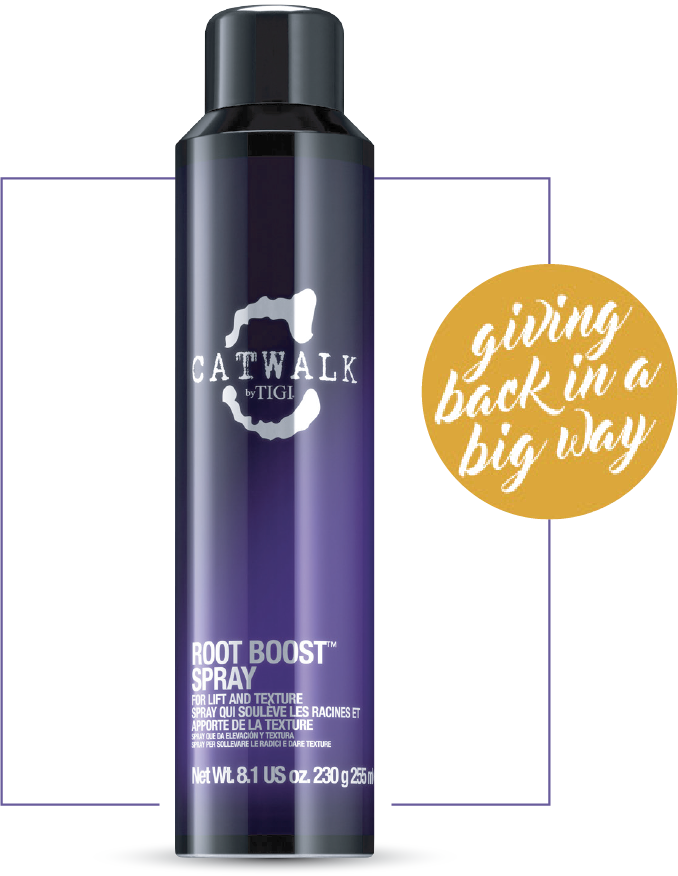 CATWALK
by TIGI
ROOT BOOST™
SPRAY
FOR LIFT AND TEXTURE
SPRAY QUI SOULÈVE LES RACINES ET
APPORTE DE LA TEXTURE
SPRAY QUE DA ELEVACIÓN Y TEXTURA
SPRAY PER SOLLEVARE LE RADICI E DARE TEXTURE
Net Wt. 8.1 US oz. 230 g 255 ml
giving
back in a
big way